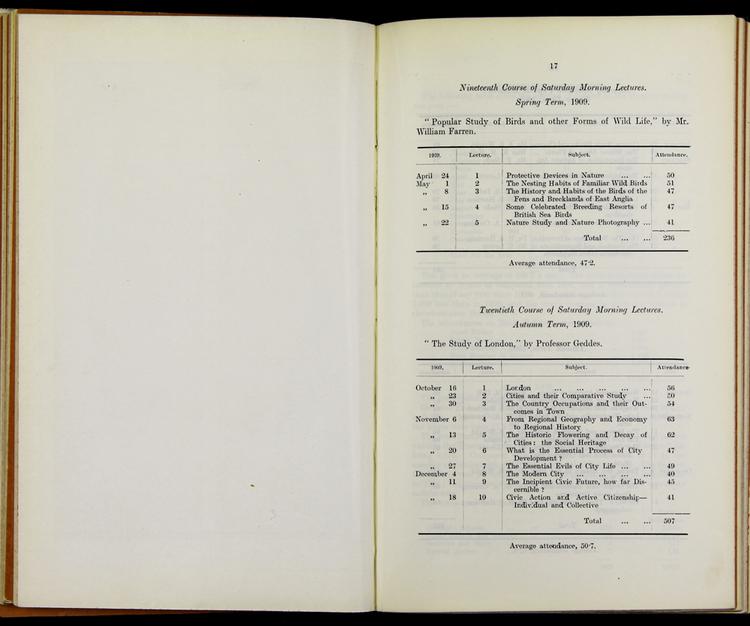 17
Nineteenth Course of Saturday Morning Lectures.
Spring Term, 1909.
“ Popular Study of Birds and other Forms of Wild Life,” by Mr.
William Farren.
1909. Lecture. Subject. Attendance.
April 24 1 Protective Devices in Nature ... ... 50
May 1 2 The Nesting Habits of Familiar Wild Birds 51
„ 8 3 The History and Habits of the Birds of the 47
Fens and Brecklands of East Anglia
„ 15 4 Some Celebrated Breeding Resorts of 47
British Sea Birds
„ 22 5 Nature Study and Nature Photography ... 41
Total ... ... 236
Average attendance, 47·2.
Twentieth Course of Saturday Morning Lectures.
Autumn Term, 1909.
“ The Study of London,” by Professor Geddes.
1909. Lecture. Subject. Attendance
October 16 1 London ... ... ... ... ... 56
„ 23 2 Cities and their Comparative Study ... 50
„ 30 3 The Country Occupations and their Out- 54
comes in Town
November 6 4 From Regional Geography and Economy 63
to Regional History
„ 13 5 The Historic Flowering and Decay of 62
Cities : the Social Heritage
„ 20 6 What is the Essential Process of City 47
Development ?
„ 27 7 The Essential Evils of City Life ... ... 49
December 4 8 The Modern City ... ... ... ... 40
„ 11 9 The Incipient Civic Future, how far Dis- 45
cernible ?
„ 18 10 Civic Action and Active Citizenship— 41
Individual and Collective
Total ... ... 507
Average attendance, 50·7.